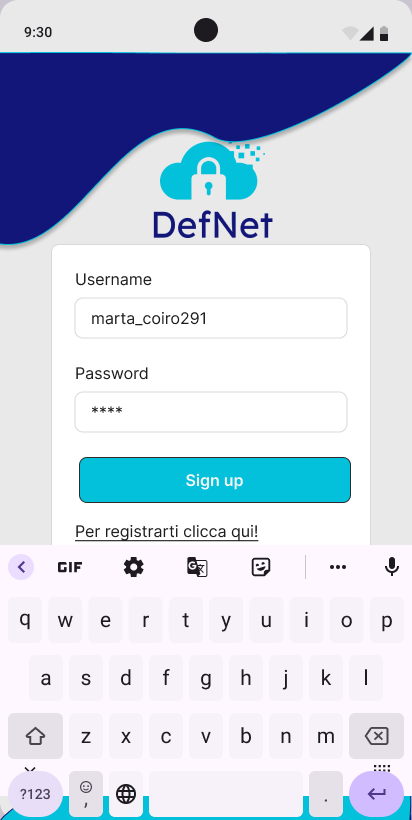 9:30
DefNet
Username
marta_coiro291
Password
****
Sign up
Per registrarti clicca qui!
GIF
q w e r t y u i o p
a s d f g h j k l
z x c v b n m
?123 , .